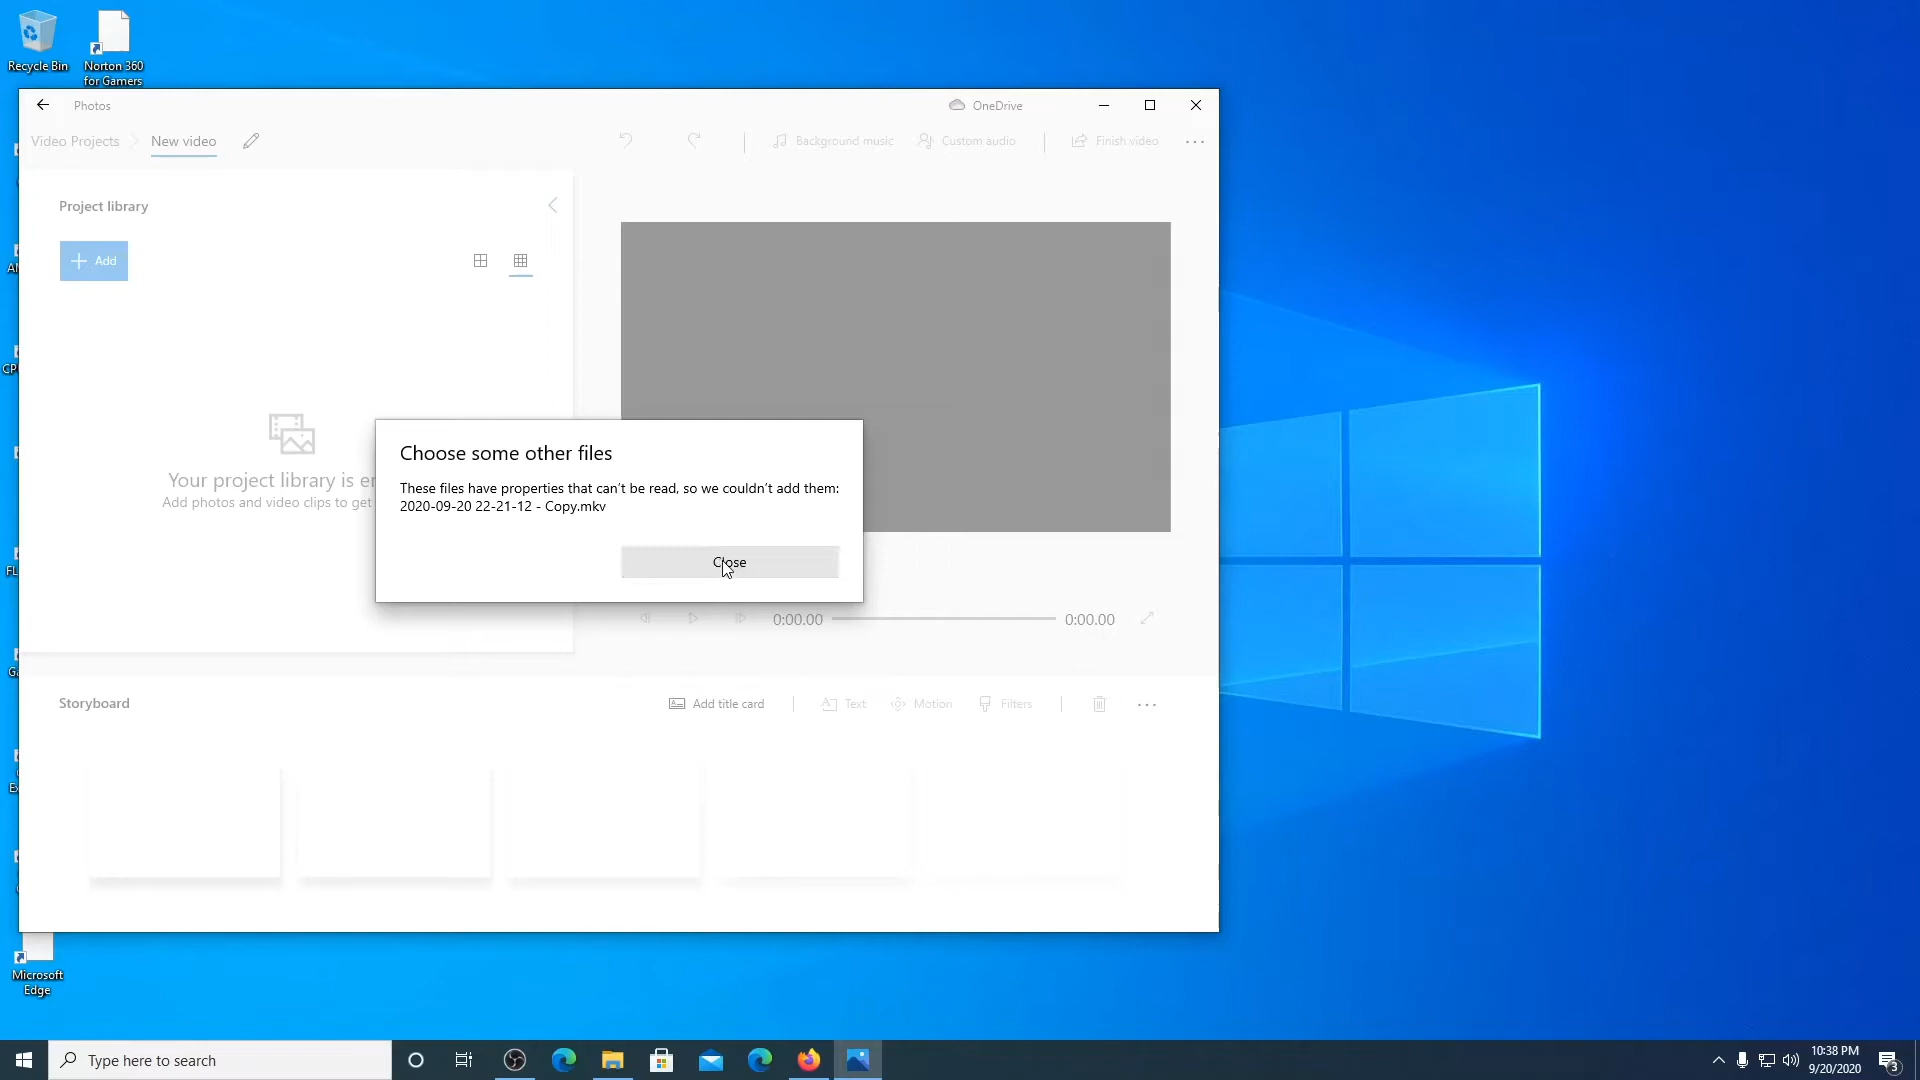 Recycle Bin
Norton 360
for Gamers
Photos
OneDrive
Video Projects
New video
Background music
Custom audio
Finish video
Project library
Add
Your project library is
Add photos and video clips to get
Choose some other files
These files have properties that can't be read, so we couldn't add them:
2020-09-20 22-21-12 - Copy.mkv
Close
0:00.00
0:00.00
Storyboard
Add title card
Text
Motion
Filters
Microsoft
Edge
Type here to search
10:38 PM
9/20/2020
3